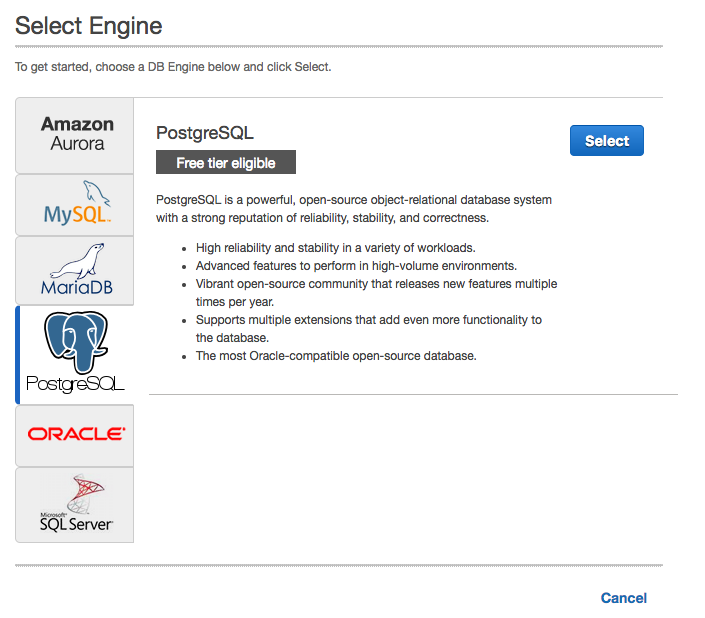 Select Engine
To get started, choose a DB Engine below and click Select.
Amazon
Aurora
MySQL™
MariaDB
PostgreSQL
ORACLE
Microsoft
SQL Server
PostgreSQL
Select
Free tier eligible
PostgreSQL is a powerful, open-source object-relational database system
with a strong reputation of reliability, stability, and correctness.
• High reliability and stability in a variety of workloads.
• Advanced features to perform in high-volume environments.
• Vibrant open-source community that releases new features multiple
times per year.
• Supports multiple extensions that add even more functionality to
the database.
• The most Oracle-compatible open-source database.
Cancel